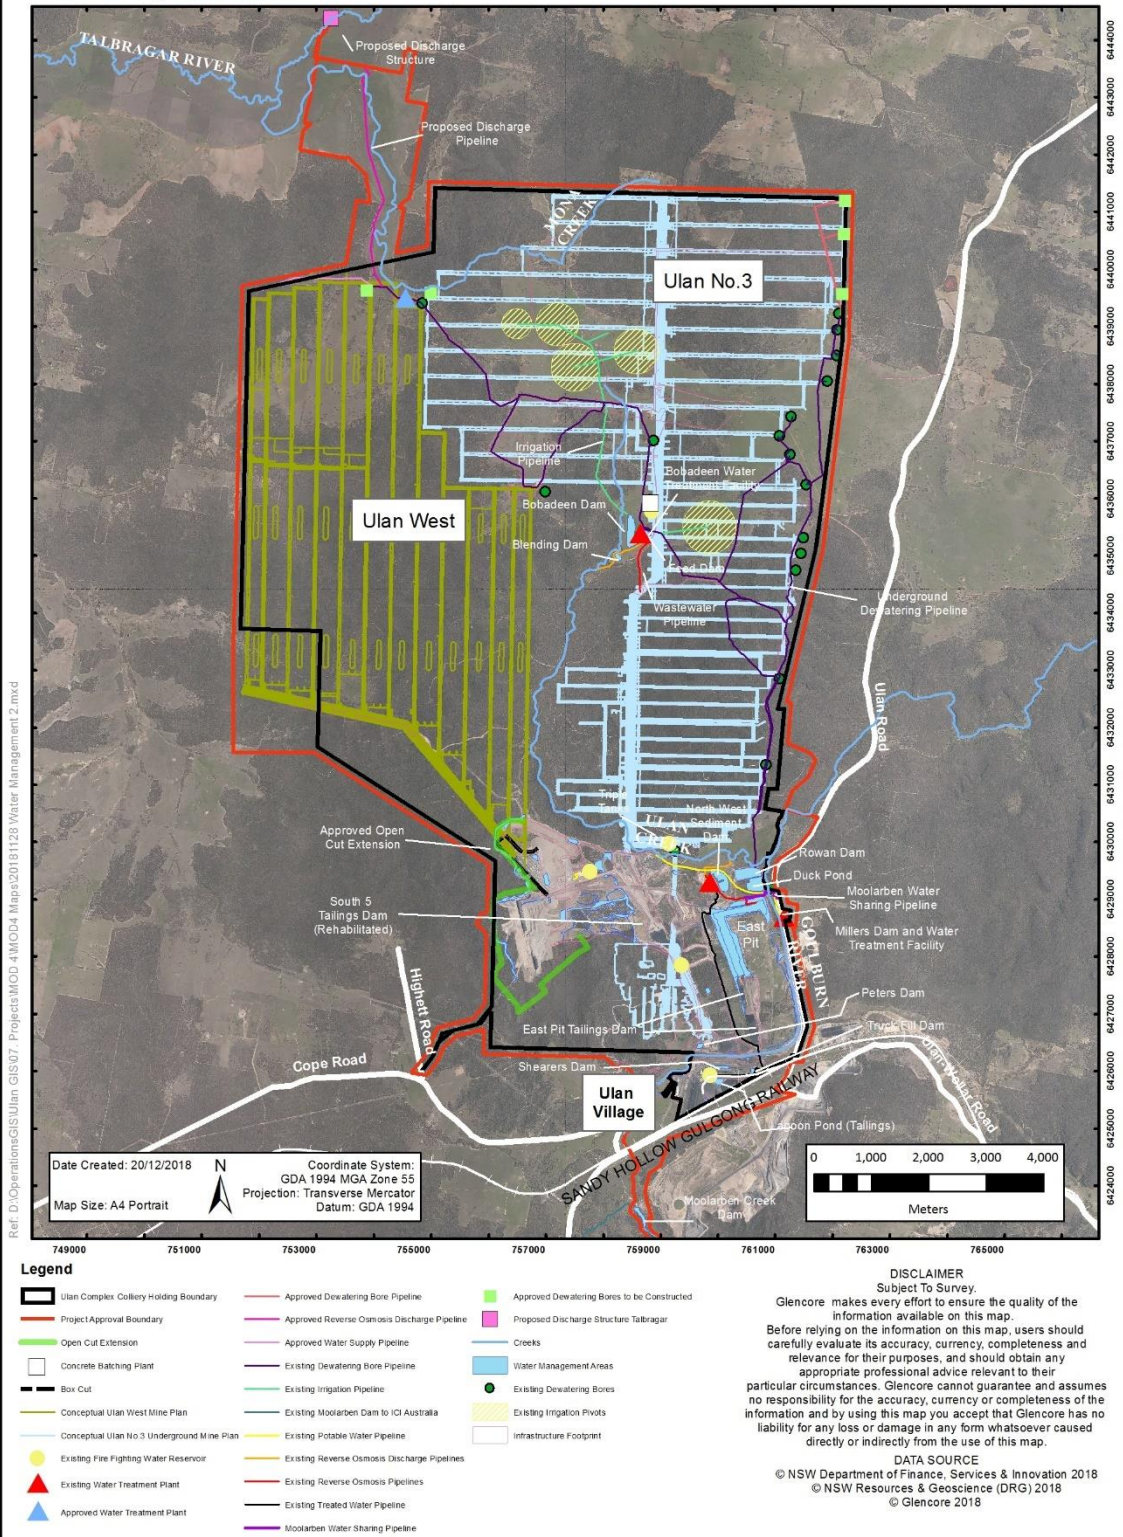 TALBRAGAR RIVER
Proposed Discharge
Structure
Proposed Discharge
Pipeline
MONA
CREEK
Ulan No.3
Irrigation
Pipeline
Bobadeen Water
Treatment Facility
Ulan West
Bobadeen Dam
Blending Dam
Feed Dam
Wastewater
Pipeline
Underground
Dewatering Pipeline
Ulan Road
North West
Sediment
Dam
ULAN
CREEK
Approved Open
Cut Extension
Rowan Dam
Duck Pond
Moolarben Water
Sharing Pipeline
South 5
Tailings Dam
(Rehabilitated)
East
Pit
Millers Dam and Water
Treatment Facility
GOULBURN
RIVER
Highett Road
Peters Dam
East Pit Tailings Dam
Truck Fill Dam
Shearers Dam
Cope Road
Ulan
Village
Ulan-Wollar Road
SANDY HOLLOW GULGONG RAILWAY
Lagoon Pond (Tailings)
Moolarben Creek
Dam
6444000
6443000
6442000
6441000
6440000
6439000
6438000
6437000
6436000
6435000
6434000
6433000
6432000
6431000
6430000
6429000
6428000
6427000
6426000
6425000
6424000
Ref: D:\OperationsGIS\Ulan GIS\07. Projects\MOD 4\MOD4 Maps\20181128 Water Management 2.mxd
Date Created: 20/12/2018
Map Size: A4 Portrait
N
Coordinate System:
GDA 1994 MGA Zone 55
Projection: Transverse Mercator
Datum: GDA 1994
0 1,000 2,000 3,000 4,000
Meters
749000 751000 753000 755000 757000 759000 761000 763000 765000
Legend
Ulan Complex Colliery Holding Boundary
Project Approval Boundary
Open Cut Extension
Concrete Batching Plant
Box Cut
Conceptual Ulan West Mine Plan
Conceptual Ulan No 3 Underground Mine Plan
Existing Fire Fighting Water Reservoir
Existing Water Treatment Plant
Approved Water Treatment Plant
Approved Dewatering Bore Pipeline
Approved Reverse Osmosis Discharge Pipeline
Approved Water Supply Pipeline
Existing Dewatering Bore Pipeline
Existing Irrigation Pipeline
Existing Moolarben Dam to ICI Australia
Existing Potable Water Pipeline
Existing Reverse Osmosis Discharge Pipelines
Existing Reverse Osmosis Pipelines
Existing Treated Water Pipeline
Moolarben Water Sharing Pipeline
Approved Dewatering Bores to be Constructed
Proposed Discharge Structure Talbragar
Creeks
Water Management Areas
Existing Dewatering Bores
Existing Irrigation Pivots
Infrastructure Footprint
DISCLAIMER
Subject To Survey.
Glencore makes every effort to ensure the quality of the
information available on this map.
Before relying on the information on this map, users should
carefully evaluate its accuracy, currency, completeness and
relevance for their purposes, and should obtain any
appropriate professional advice relevant to their
particular circumstances. Glencore cannot guarantee and assumes
no responsibility for the accuracy, currency or completeness of the
information and by using this map you accept that Glencore has no
liability for any loss or damage in any form whatsoever caused
directly or indirectly from the use of this map.
DATA SOURCE
© NSW Department of Finance, Services & Innovation 2018
© NSW Resources & Geoscience (DRG) 2018
© Glencore 2018